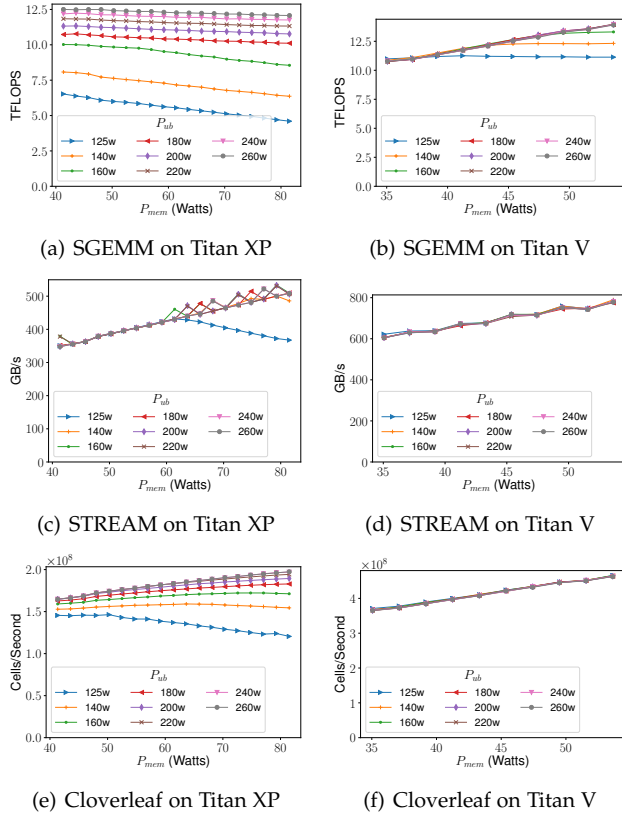 12.5
10.0
7.5
5.0
2.5
0.0
TFLOPS
P_ub
125w 180w 240w
140w 200w 260w
160w 220w
40 50 60 70 80
P_mem (Watts)
(a) SGEMM on Titan XP
12.5
10.0
7.5
5.0
2.5
0.0
TFLOPS
P_ub
125w 180w 240w
140w 200w 260w
160w 220w
35 40 45 50
P_mem (Watts)
(b) SGEMM on Titan V
500
400
300
200
100
0
GB/s
P_ub
125w 180w 240w
140w 200w 260w
160w 220w
40 50 60 70 80
P_mem (Watts)
(c) STREAM on Titan XP
800
600
400
200
0
GB/s
P_ub
125w 180w 240w
140w 200w 260w
160w 220w
35 40 45 50
P_mem (Watts)
(d) STREAM on Titan V
×10⁸
2.0
1.5
1.0
0.5
0.0
Cells/Second
P_ub
125w 180w 240w
140w 200w 260w
160w 220w
40 50 60 70 80
P_mem (Watts)
(e) Cloverleaf on Titan XP
×10⁸
4
2
0
Cells/Second
P_ub
125w 180w 240w
140w 200w 260w
160w 220w
35 40 45 50
P_mem (Watts)
(f) Cloverleaf on Titan V